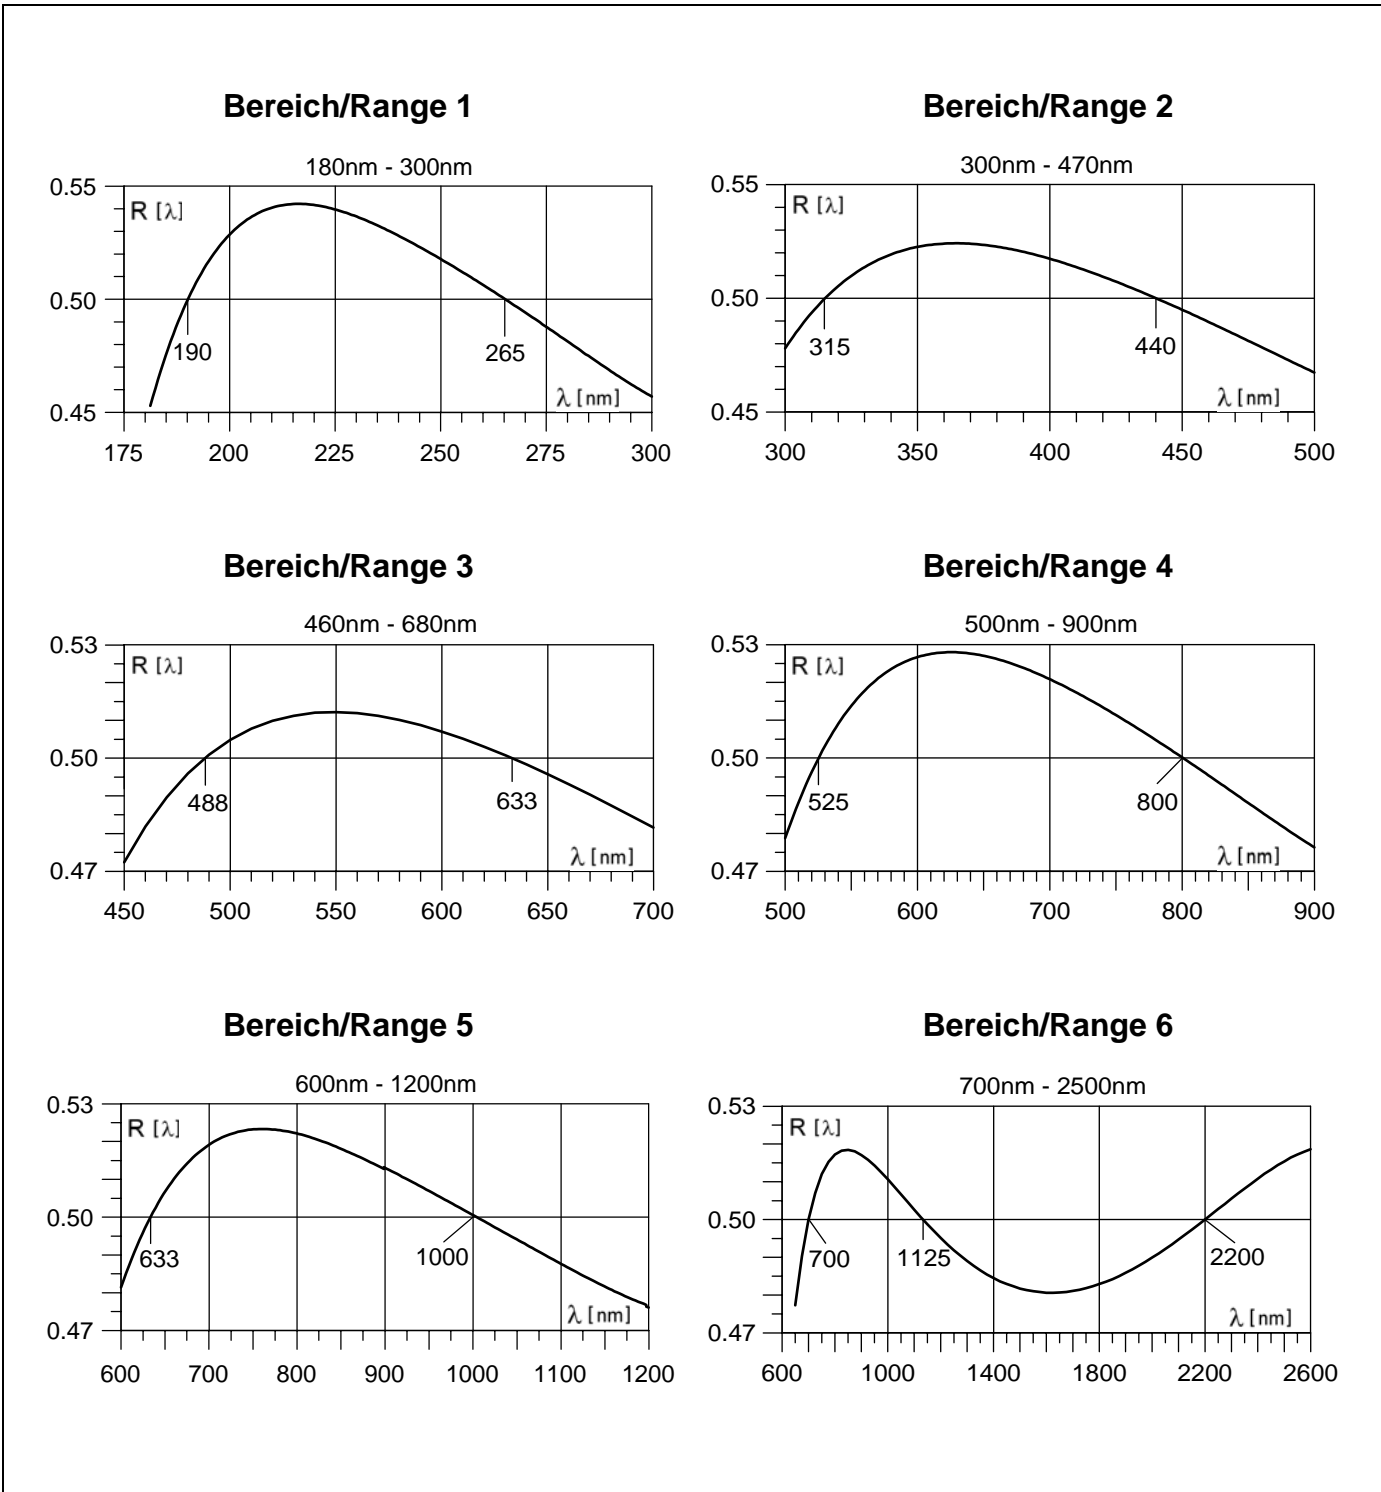 Bereich/Range 1
180nm - 300nm
R [λ]
0.55
0.50
0.45
190
265
λ [nm]
175 200 225 250 275 300
Bereich/Range 2
300nm - 470nm
R [λ]
0.55
0.50
0.45
315
440
λ [nm]
300 350 400 450 500
Bereich/Range 3
460nm - 680nm
R [λ]
0.53
0.50
0.47
488
633
λ [nm]
450 500 550 600 650 700
Bereich/Range 4
500nm - 900nm
R [λ]
0.53
0.50
0.47
525
800
λ [nm]
500 600 700 800 900
Bereich/Range 5
600nm - 1200nm
R [λ]
0.53
0.50
0.47
633
1000
λ [nm]
600 700 800 900 1000 1100 1200
Bereich/Range 6
700nm - 2500nm
R [λ]
0.53
0.50
0.47
700
1125
2200
λ [nm]
600 1000 1400 1800 2200 2600